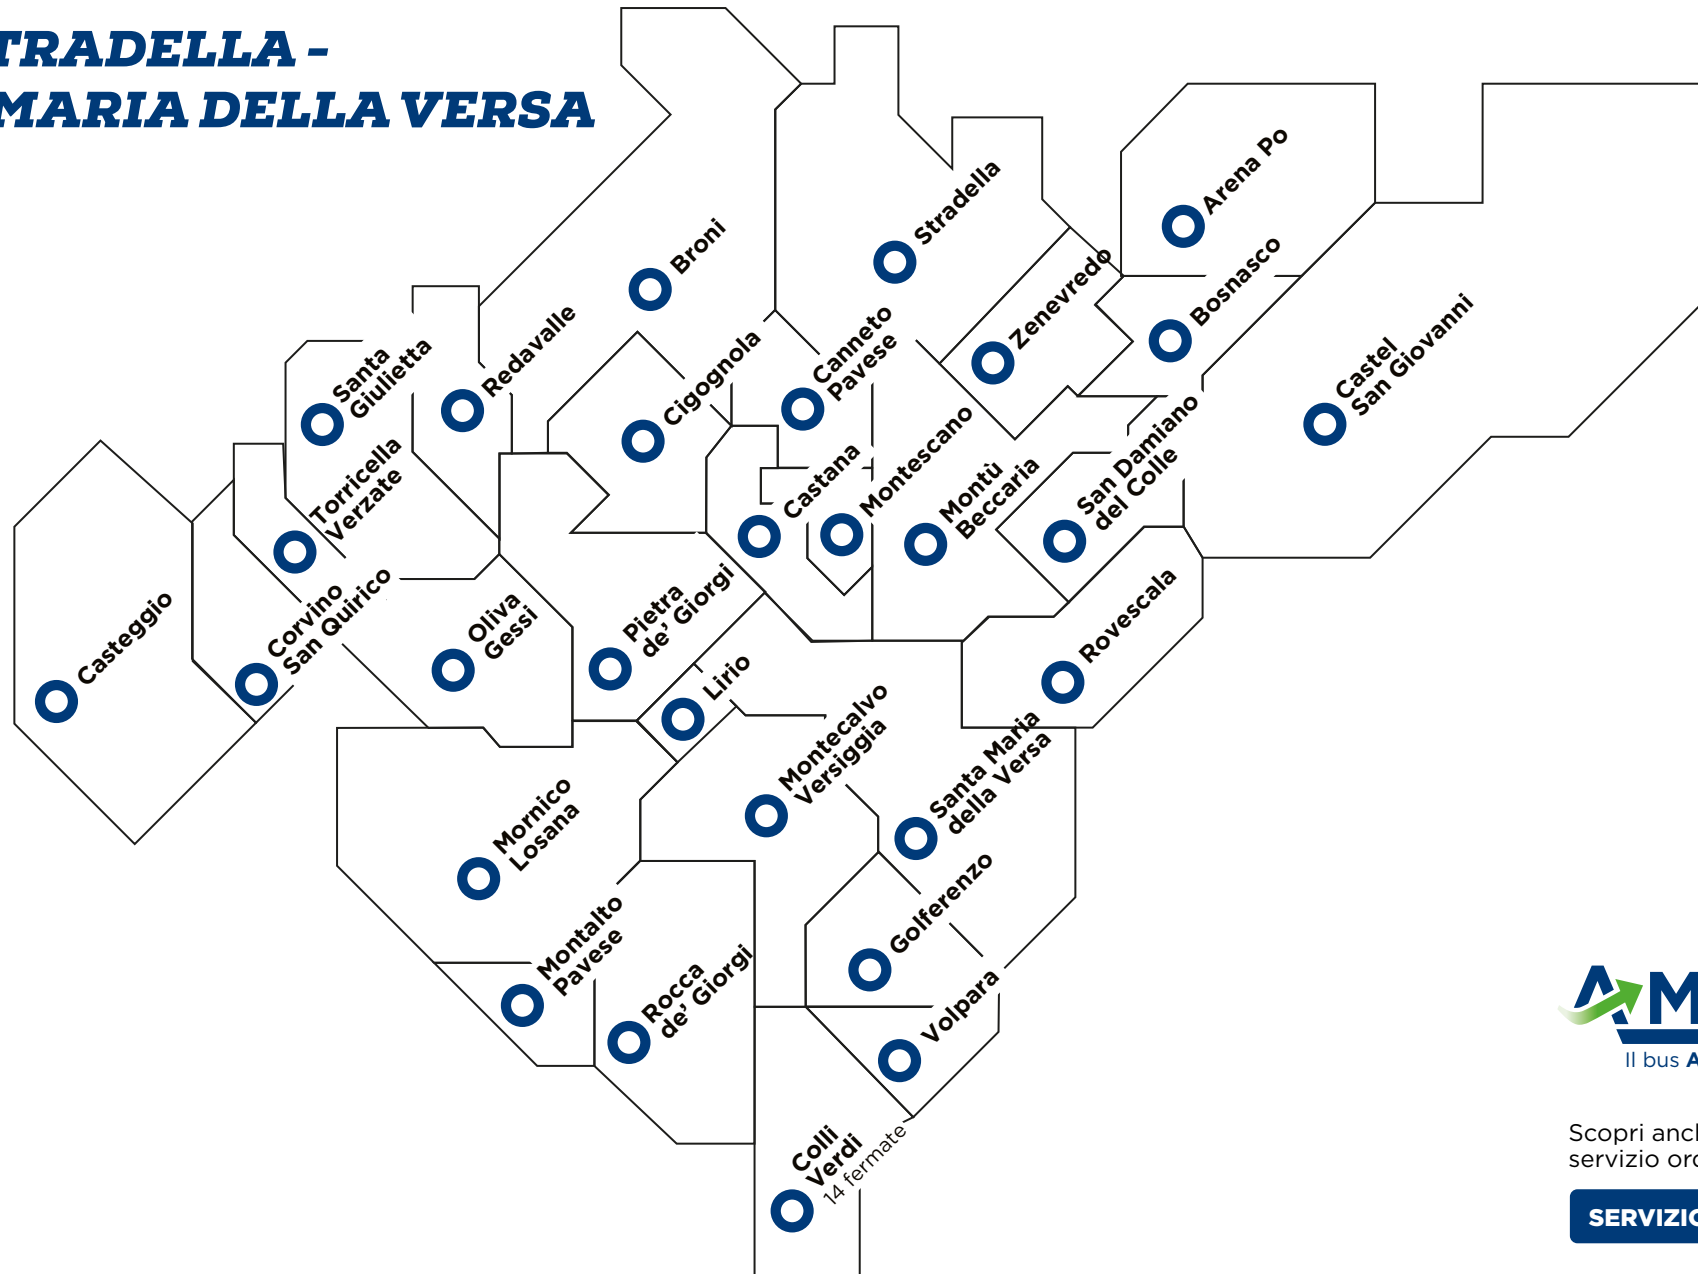 TRADELLA -
MARIA DELLA VERSA
Arena Po
Stradella
Broni
Zenevredo
Bosnasco
Castel
San Giovanni
Redavalle
Santa
Giulietta
Cigognola
Canneto
Pavese
Torricella
Verzate
Castana
Montescano
Montù
Beccaria
San Damiano
del Colle
Casteggio
Corvino
San Quirico
Oliva
Gessi
Pietra
de' Giorgi
Lirio
Rovescala
Montecalvo
Versiggia
Santa Maria
della Versa
Mornico
Losana
Golferenzo
Montalto
Pavese
Rocca
de' Giorgi
Volpara
Colli
Verdi
14 fermate
AM
Il bus A
Scopri anc
servizio or
SERVIZIO